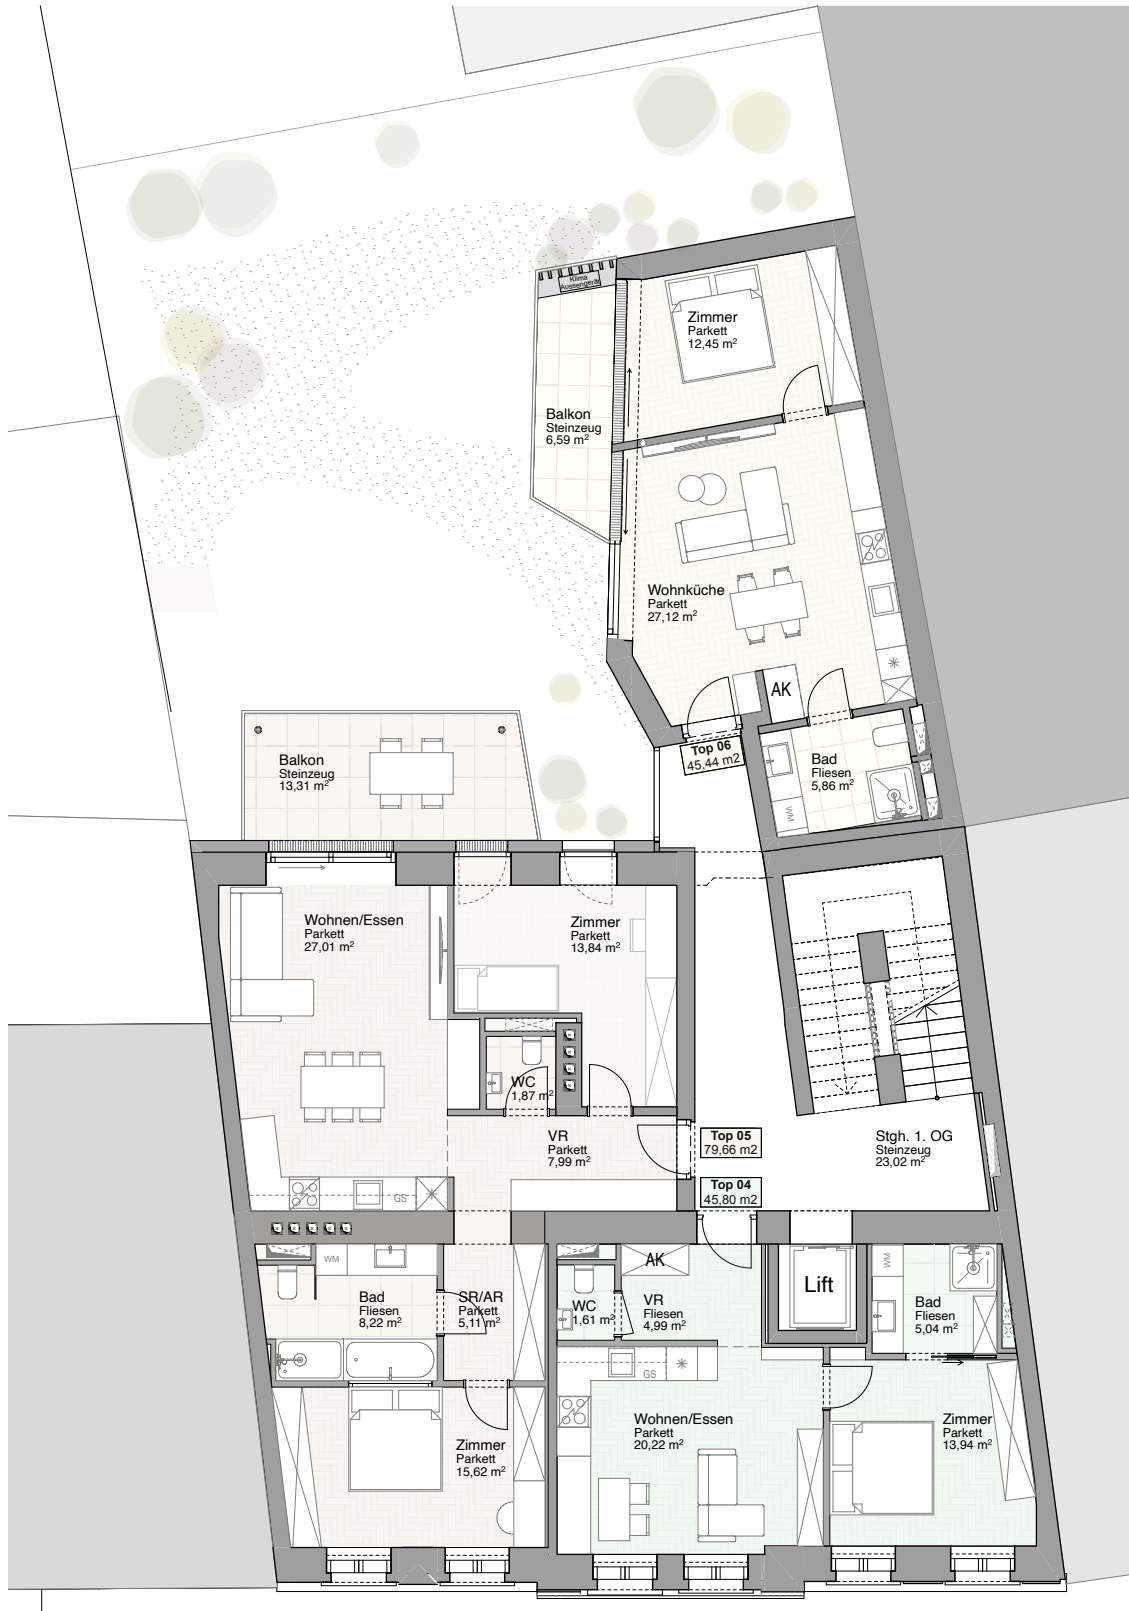 Klima
Aussengerät
Zimmer
Parkett
12,45 m²
Balkon
Steinzeug
6,59 m²
Wohnküche
Parkett
27,12 m²
AK
Top 06
45,44 m2
Bad
Fliesen
5,86 m²
WM
Balkon
Steinzeug
13,31 m²
Wohnen/Essen
Parkett
27,01 m²
Zimmer
Parkett
13,84 m²
WC
1,87 m²
VR
Parkett
7,99 m²
Top 05
79,66 m2
Stgh. 1. OG
Steinzeug
23,02 m²
Top 04
45,80 m2
GS
WM
AK
WM
Lift
Bad
Fliesen
8,22 m²
SR/AR
Parkett
5,11 m²
WC
1,61 m²
VR
Fliesen
4,99 m²
Bad
Fliesen
5,04 m²
GS
Zimmer
Parkett
15,62 m²
Wohnen/Essen
Parkett
20,22 m²
Zimmer
Parkett
13,94 m²